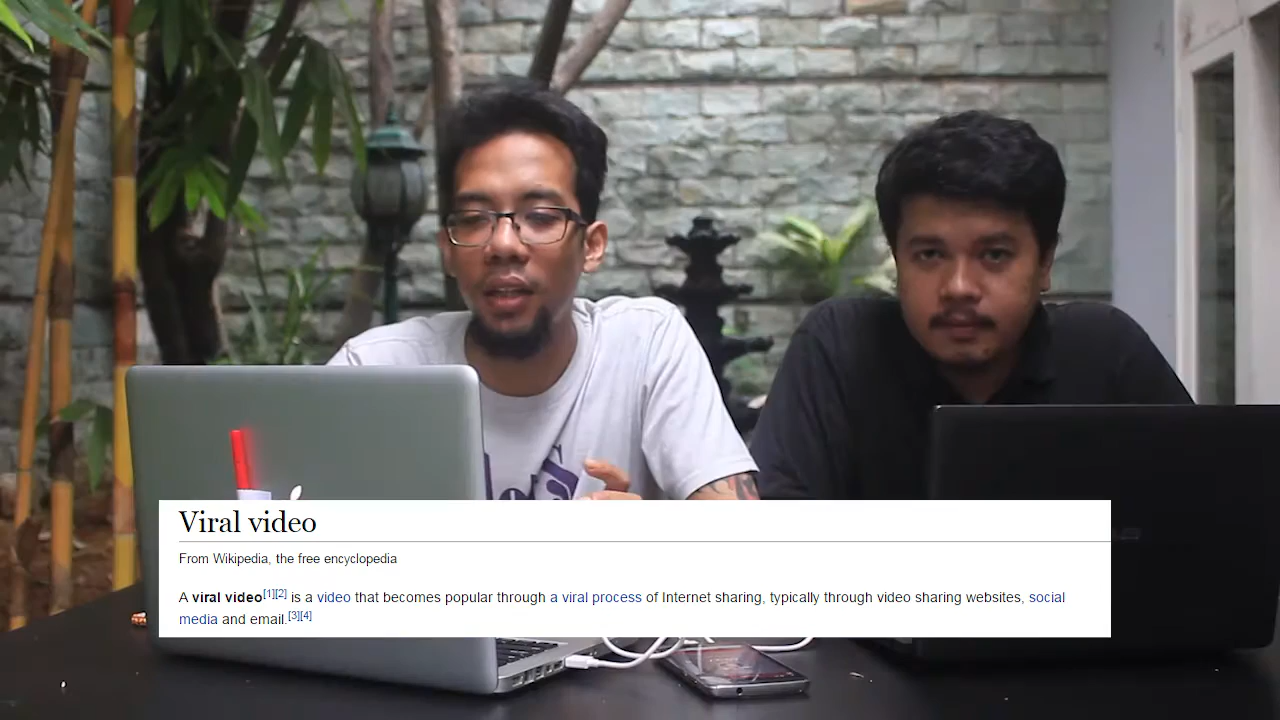 Viral video
From Wikipedia, the free encyclopedia
A viral video[1][2] is a video that becomes popular through a viral process of Internet sharing, typically through video sharing websites, social
media and email.[3][4]